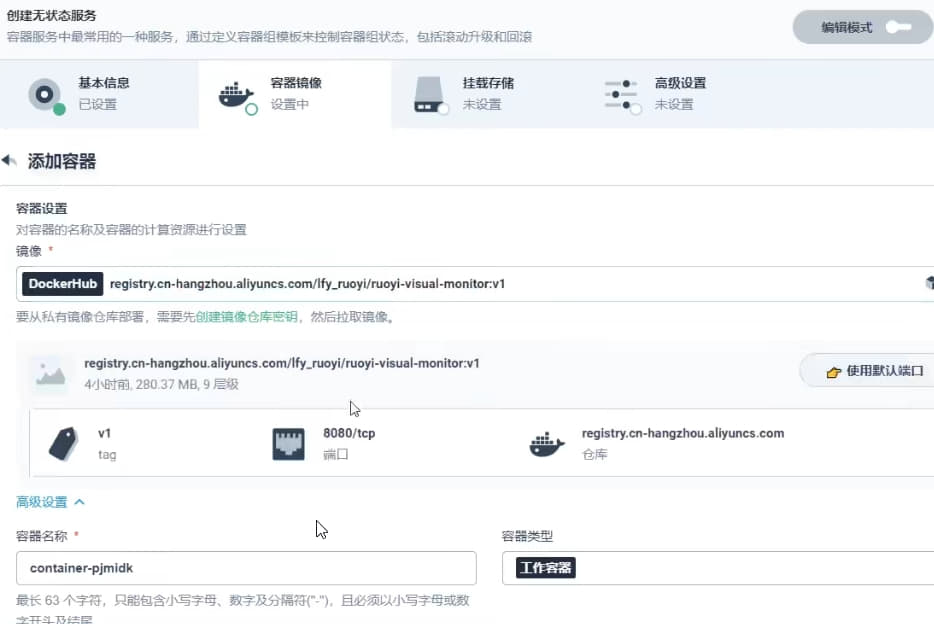 创建无状态服务
容器服务中最常用的一种服务，通过定义容器组模板来控制容器组状态，包括滚动升级和回滚
编辑模式
基本信息
已设置
容器镜像
设置中
挂载存储
未设置
高级设置
未设置
添加容器
容器设置
对容器的名称及容器的计算资源进行设置
镜像 *
DockerHub registry.cn-hangzhou.aliyuncs.com/lfy_ruoyi/ruoyi-visual-monitor:v1
要从私有镜像仓库部署，需要先创建镜像仓库密钥，然后拉取镜像。
registry.cn-hangzhou.aliyuncs.com/lfy_ruoyi/ruoyi-visual-monitor:v1
4小时前, 280.37 MB, 9 层级
使用默认端口
v1
tag
8080/tcp
端口
registry.cn-hangzhou.aliyuncs.com
仓库
高级设置
容器名称 *
container-pjmidk
最长 63 个字符，只能包含小写字母、数字及分隔符("-")，且必须以小写字母或数
字开头及结尾
容器类型
工作容器